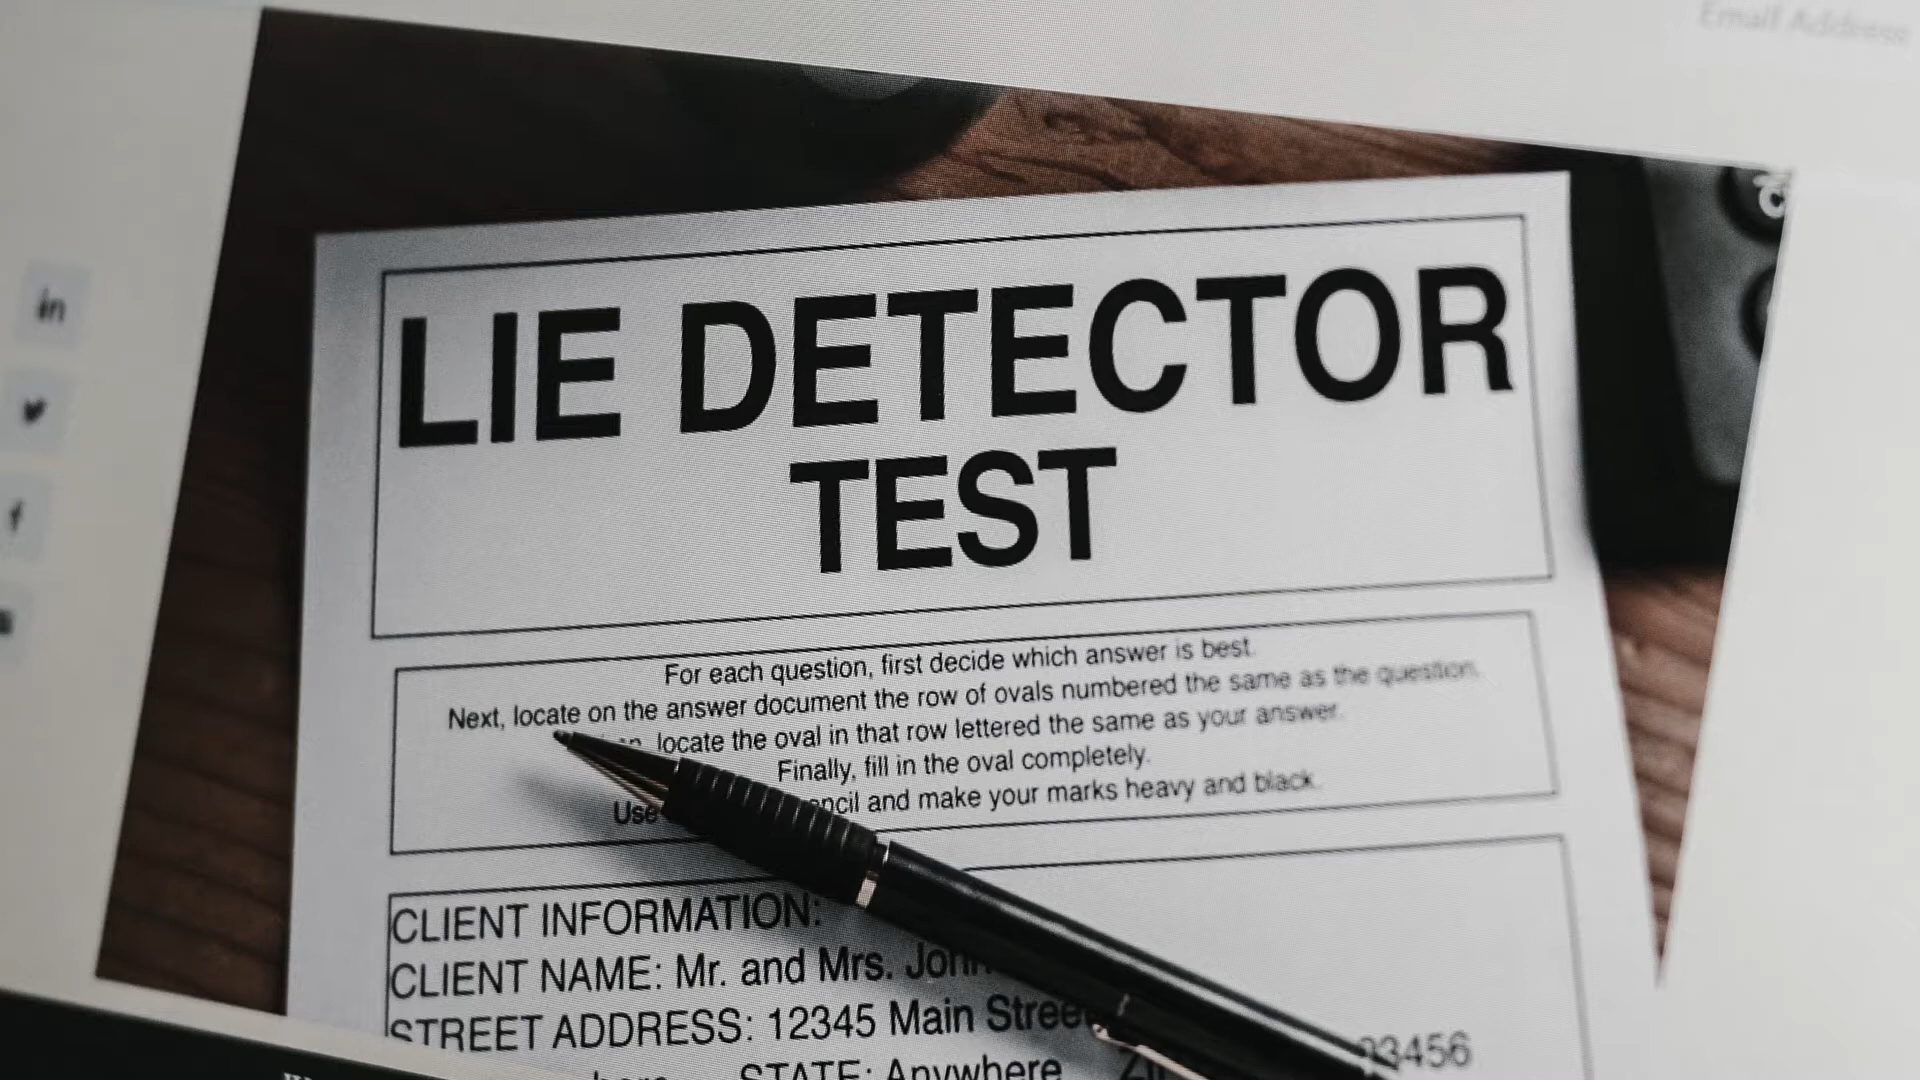 Email Address
in
f
LIE DETECTOR
TEST
For each question, first decide which answer is best.
Next, locate on the answer document the row of ovals numbered the same as the question.
locate the oval in that row lettered the same as your answer.
Finally, fill in the oval completely.
Use and make your marks heavy and black.
CLIENT INFORMATION:
CLIENT NAME: Mr. and Mrs.
STREET ADDRESS: 12345 Main
STATE: Anywhere